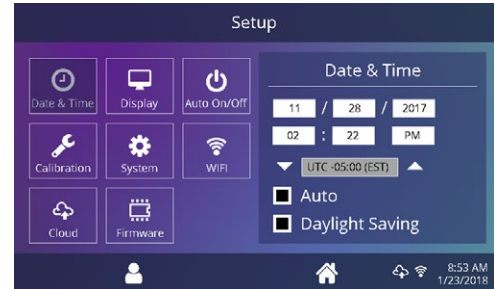 Setup
Date & Time
Display
Auto On/Off
Calibration
System
WIFI
Cloud
Firmware
Date & Time
11 / 28 / 2017
02 : 22 PM
UTC -05:00 (EST)
Auto
Daylight Saving
8:53 AM
1/23/2018